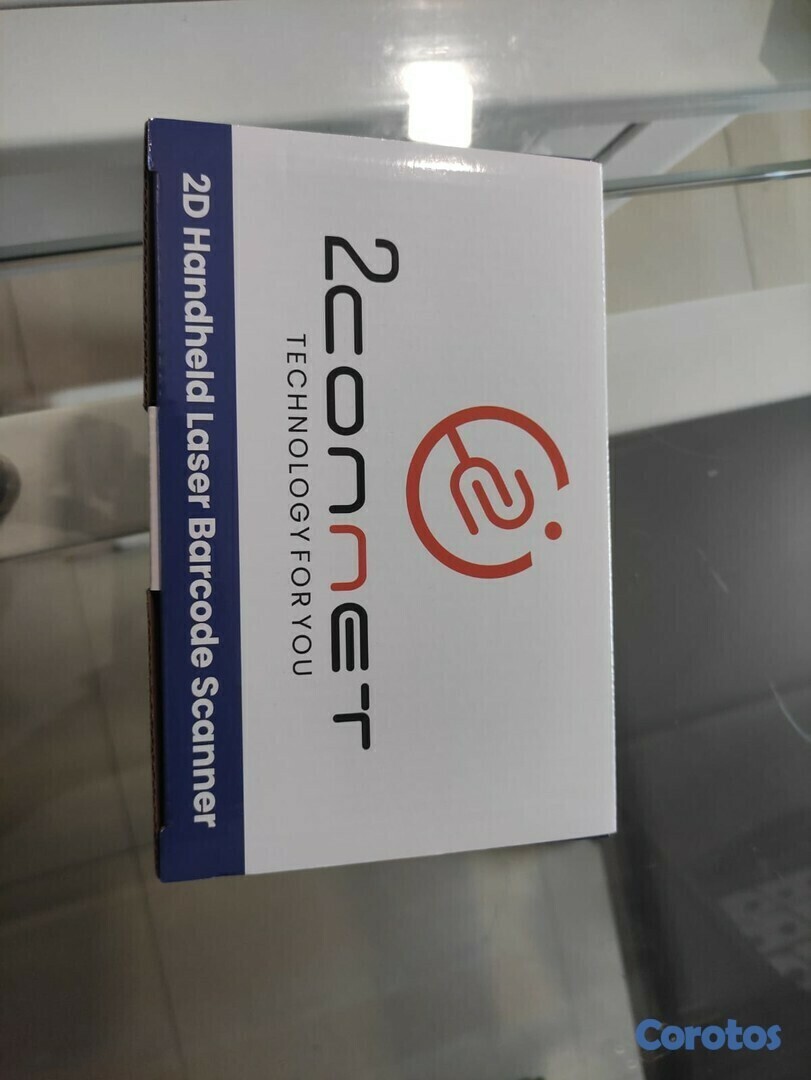 2connet
TECHNOLOGY FOR YOU
2D Handheld Laser Barcode Scanner
Corotos